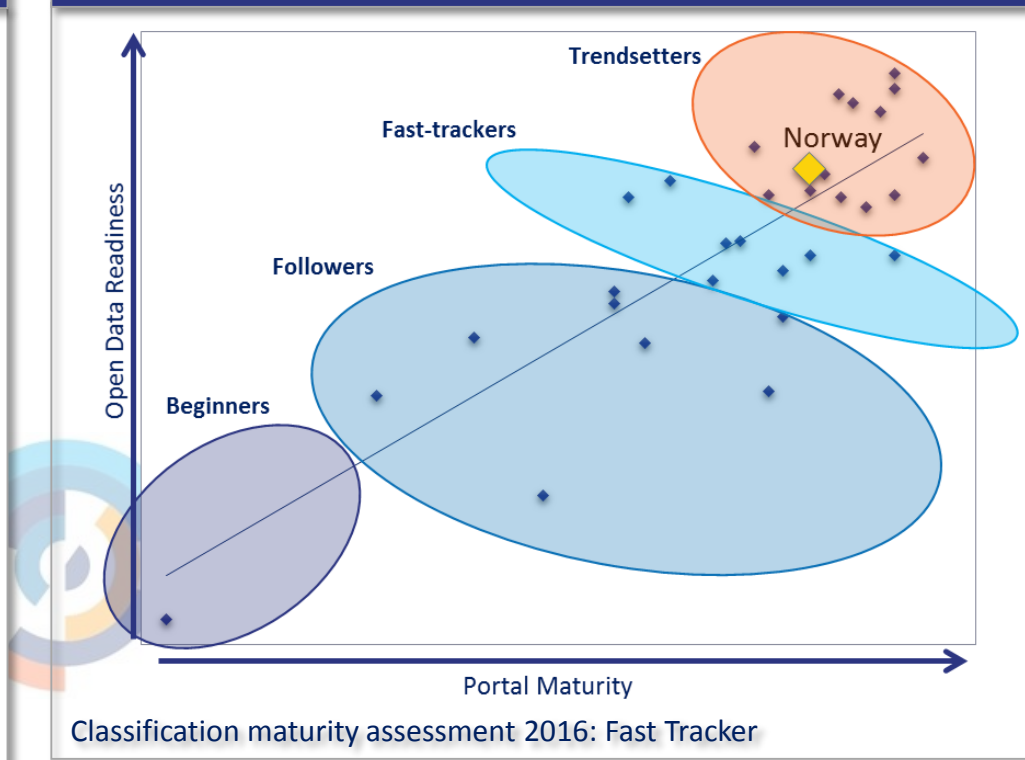 Trendsetters
Fast-trackers
Norway
Followers
Beginners
Open Data Readiness
Portal Maturity
Classification maturity assessment 2016: Fast Tracker